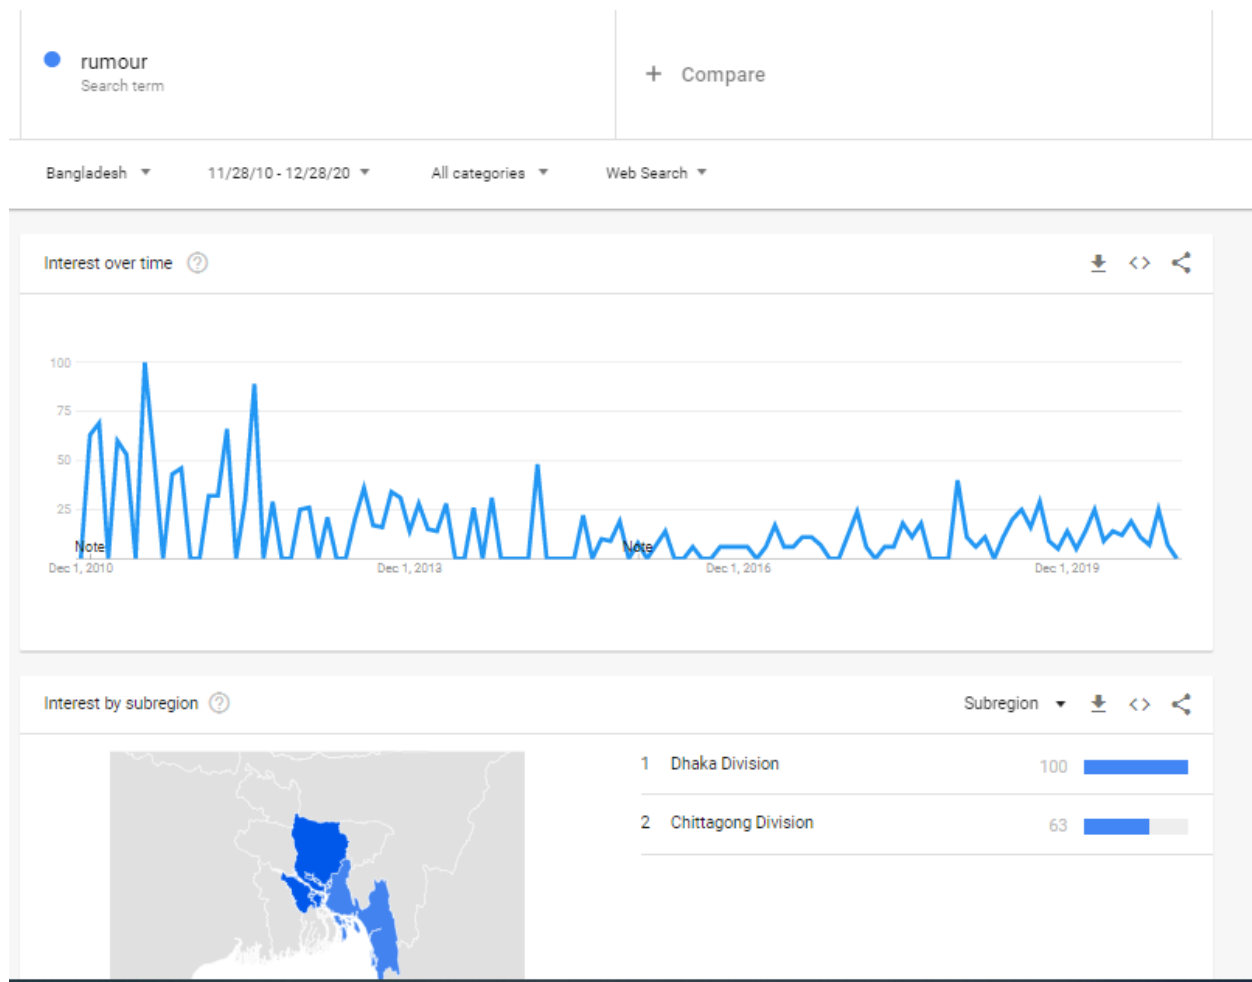 rumour
Search term
+ Compare
Bangladesh 11/28/10 - 12/28/20 All categories Web Search
Interest over time ?
100
75
50
25
Note Note
Dec 1, 2010 Dec 1, 2013 Dec 1, 2016 Dec 1, 2019
Interest by subregion ? Subregion
1 Dhaka Division 100
2 Chittagong Division 63